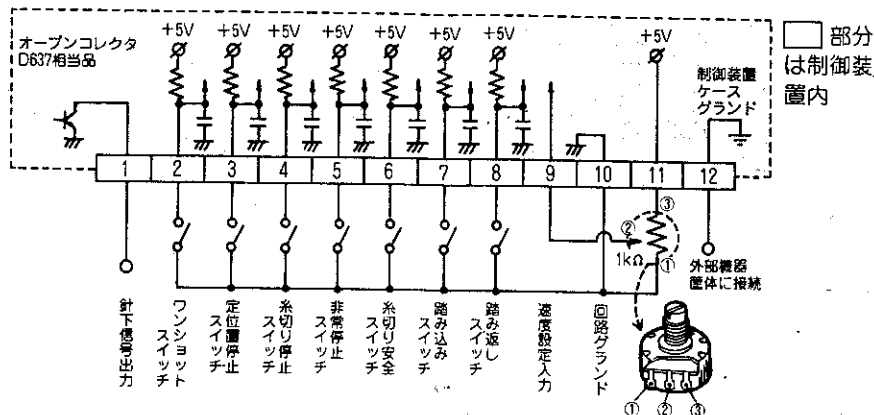 オープンコレクタ
D637相当品
+5V
+5V
+5V
+5V
+5V
+5V
+5V
+5V
制御装置
ケース
グランド
部分
は制御装
置内
1
2
3
4
5
6
7
8
9
10
11
12
③
②
1kΩ
①
外部機器
筐体に接続
針下信号出力
ワンショット
スイッチ
定位置停止
スイッチ
糸切り停止
スイッチ
非常停止
スイッチ
糸切り安全
スイッチ
踏み込み
スイッチ
踏み返し
スイッチ
速度設定入力
回路グランド
①
②
③